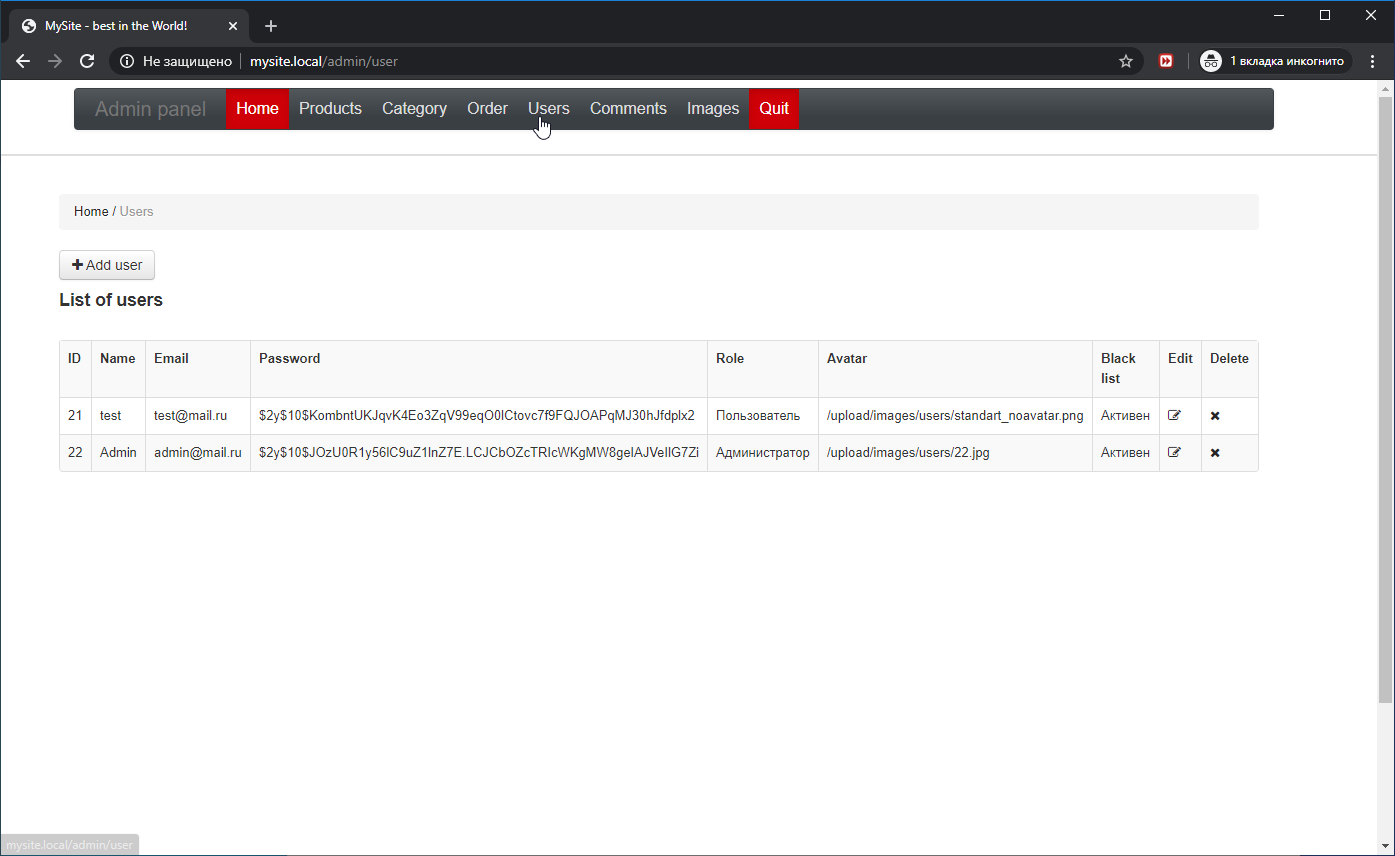 MySite - best in the World!
Не защищено mysite.local/admin/user 1 вкладка инкогнито
Admin panel Home Products Category Order Users Comments Images Quit
Home / Users
Add user
List of users
ID Name Email Password Role Avatar Black list Edit Delete
21 test test@mail.ru $2y$10$KombntUKJqvK4Eo3ZqV99eqO0ICtovc7f9FQJOAPqMJ30hJfdpIx2 Пользователь /upload/images/users/standart_noavatar.png Активен
22 Admin admin@mail.ru $2y$10$JOzU0R1y56lC9uZ1InZ7E.LCJCbOZcTRIcWKgMW8gelAJVeIlG7Zi Администратор /upload/images/users/22.jpg Активен
mysite.local/admin/user